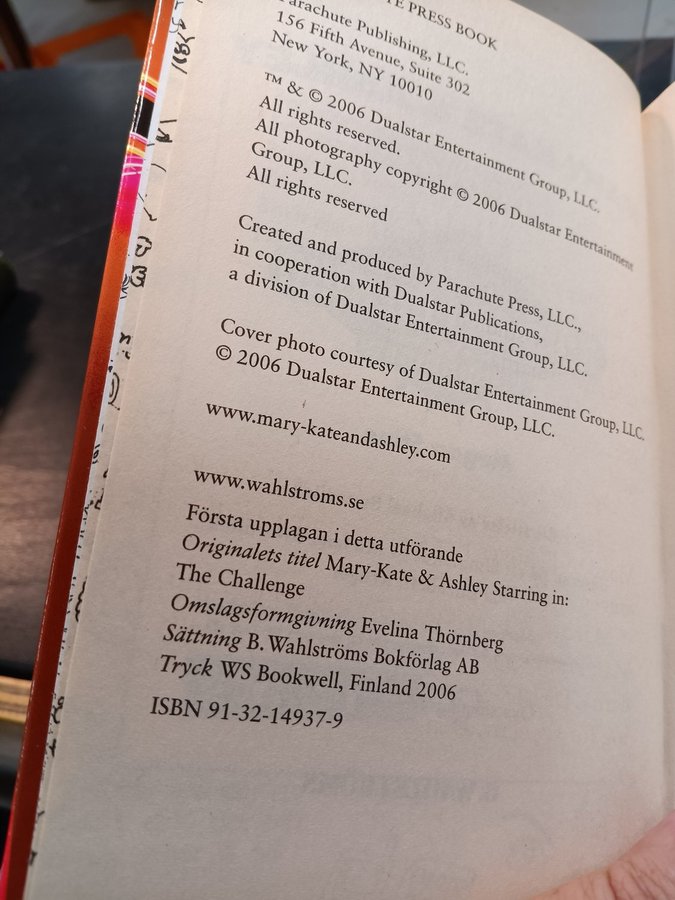 PRESS BOOK
Parachute Publishing, LLC.
156 Fifth Avenue, Suite 302
New York, NY 10010
™ & © 2006 Dualstar Entertainment Group, LLC.
All rights reserved.
All photography copyright © 2006 Dualstar Entertainment
Group, LLC.
All rights reserved
Created and produced by Parachute Press, LLC.,
in cooperation with Dualstar Publications,
a division of Dualstar Entertainment Group, LLC.
Cover photo courtesy of Dualstar Entertainment Group, LLC.
© 2006 Dualstar Entertainment Group, LLC.
www.mary-kateandashley.com
www.wahlstroms.se
Första upplagan i detta utförande
Originalets titel Mary-Kate & Ashley Starring in:
The Challenge
Omslagsformgivning Evelina Thörnberg
Sättning B. Wahlströms Bokförlag AB
Tryck WS Bookwell, Finland 2006
ISBN 91-32-14937-9